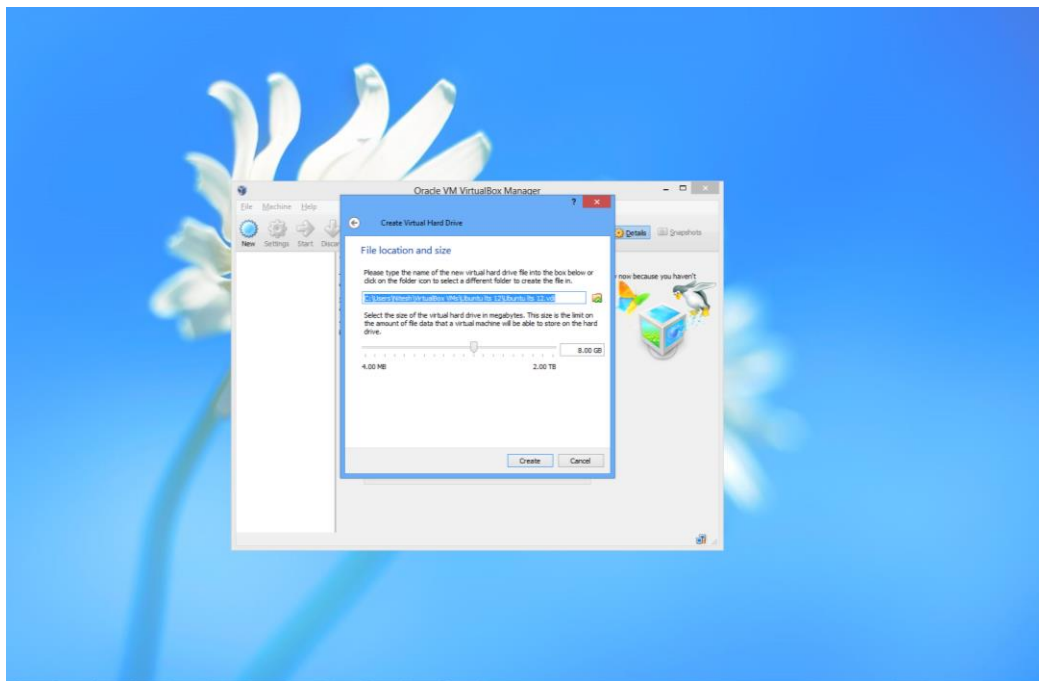 Oracle VM VirtualBox Manager
File Machine Help
New Settings Start Discar
Details Snapshots
? ×
Create Virtual Hard Drive
File location and size
Please type the name of the new virtual hard drive file into the box below or
click on the folder icon to select a different folder to create the file in.
Select the size of the virtual hard drive in megabytes. This size is the limit on
the amount of file data that a virtual machine will be able to store on the hard
drive.
8.00 GB
4.00 MB 2.00 TB
Create Cancel
now because you haven't